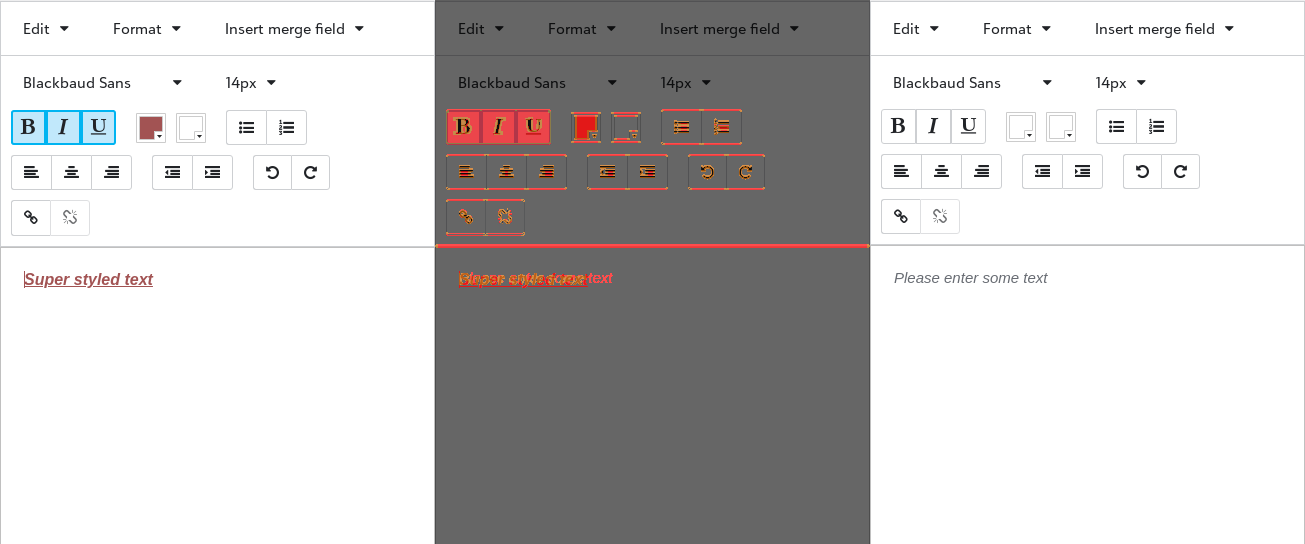 Edit Format Insert merge field
Blackbaud Sans 14px
B I U
Super styled text
Edit Format Insert merge field
Blackbaud Sans 14px
B I U
Please enter some text
Edit Format Insert merge field
Blackbaud Sans 14px
B I U
Please enter some text